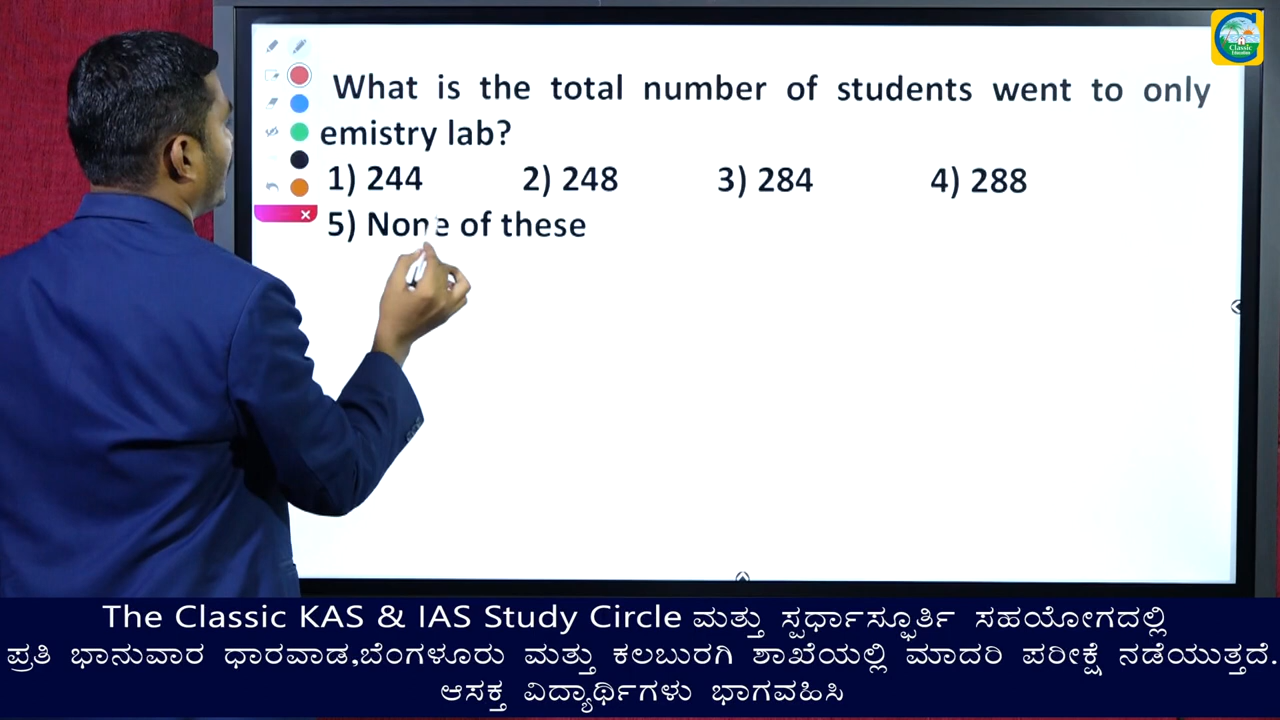 Classic
Education
What is the total number of students went to only
emistry lab?
1) 244 2) 248 3) 284 4) 288
5) None of these
The Classic KAS & IAS Study Circle ಮತ್ತು ಸ್ಪರ್ಧಾಸ್ಫೂರ್ತಿ ಸಹಯೋಗದಲ್ಲಿ
ಪ್ರತಿ ಭಾನುವಾರ ಧಾರವಾಡ,ಬೆಂಗಳೂರು ಮತ್ತು ಕಲಬುರಗಿ ಶಾಖೆಯಲ್ಲಿ ಮಾದರಿ ಪರೀಕ್ಷೆ ನಡೆಯುತ್ತದೆ.
ಆಸಕ್ತ ವಿದ್ಯಾರ್ಥಿಗಳು ಭಾಗವಹಿಸಿ